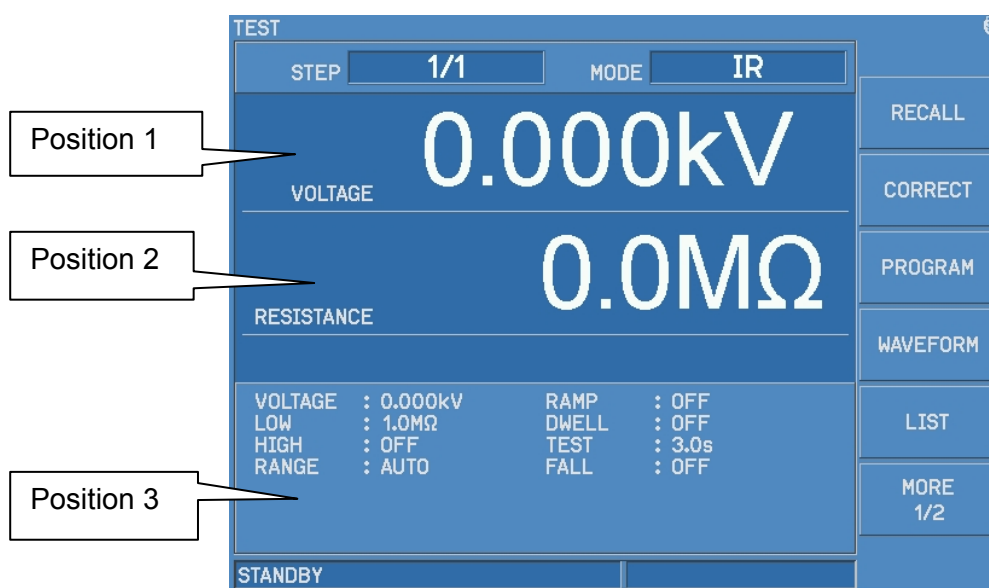 TEST
STEP 1/1 MODE IR
Position 1
0.000kV
VOLTAGE
Position 2
0.0MΩ
RESISTANCE
VOLTAGE : 0.000kV RAMP : OFF
LOW : 1.0MΩ DWELL : OFF
HIGH : OFF TEST : 3.0s
RANGE : AUTO FALL : OFF
Position 3
STANDBY
RECALL
CORRECT
PROGRAM
WAVEFORM
LIST
MORE
1/2